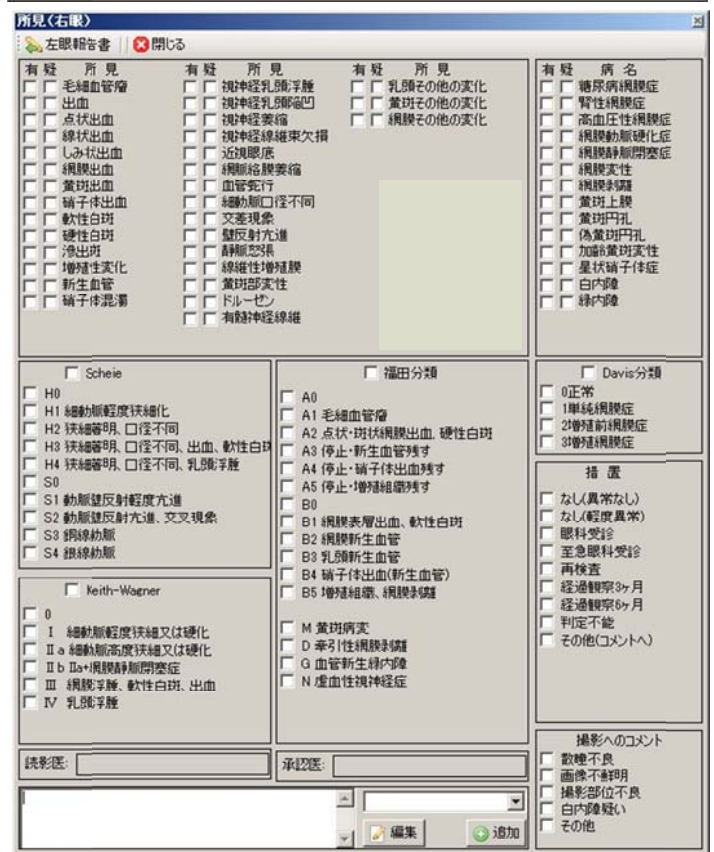 所見(右眼)
左眼報告書 閉じる
有 疑 所 見
毛細血管瘤
出血
点状出血
線状出血
しみ状出血
網膜出血
黄斑出血
硝子体出血
軟性白斑
硬性白斑
滲出斑
増殖性変化
新生血管
硝子体混濁
有 疑 所 見
視神経乳頭浮腫
視神経乳頭陥凹
視神経萎縮
視神経線維束欠損
近視眼底
網脈絡膜萎縮
血管蛇行
細動脈口径不同
交差現象
壁反射亢進
静脈怒張
線維性増殖膜
黄斑部変性
ドルーゼン
有髄神経線維
有 疑 所 見
乳頭その他の変化
黄斑その他の変化
網膜その他の変化
有 疑 病 名
糖尿病網膜症
腎性網膜症
高血圧性網膜症
網膜動脈硬化症
網膜静脈閉塞症
網膜変性
網膜剥離
黄斑上膜
黄斑円孔
偽黄斑円孔
加齢黄斑変性
星状硝子体症
白内障
緑内障
Scheie
H0
H1 細動脈軽度狭細化
H2 狭細著明、口径不同
H3 狭細著明、口径不同、出血、軟性白斑
H4 狭細著明、口径不同、乳頭浮腫
S0
S1 動脈壁反射軽度亢進
S2 動脈壁反射亢進、交叉現象
S3 銅線動脈
S4 銀線動脈
Keith-Wagner
0
Ⅰ 細動脈軽度狭細又は硬化
Ⅱa 細動脈高度狭細又は硬化
Ⅱb Ⅱa+網膜静脈閉塞症
Ⅲ 網膜浮腫、軟性白斑、出血
Ⅳ 乳頭浮腫
福田分類
A0
A1 毛細血管瘤
A2 点状・斑状網膜出血、硬性白斑
A3 停止・新生血管残す
A4 停止・硝子体出血残す
A5 停止・増殖組織残す
B0
B1 網膜表層出血、軟性白斑
B2 網膜新生血管
B3 乳頭新生血管
B4 硝子体出血(新生血管)
B5 増殖組織、網膜剥離
M 黄斑病変
D 牽引性網膜剥離
G 血管新生緑内障
N 虚血性視神経症
Davis分類
0正常
1単純網膜症
2増殖前網膜症
3増殖網膜症
措 置
なし(異常なし)
なし(軽度異常)
眼科受診
至急眼科受診
再検査
経過観察3ヶ月
経過観察6ヶ月
判定不能
その他(コメントへ)
読影医:
承認医:
編集 追加
撮影へのコメント
散瞳不良
画像不鮮明
撮影部位不良
白内障疑い
その他